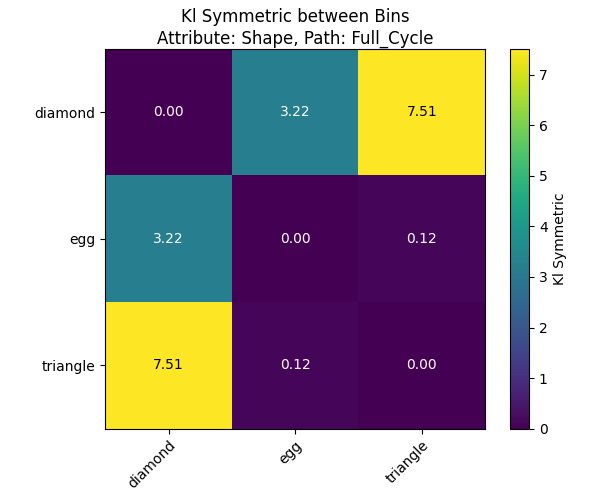 Kl Symmetric between Bins
Attribute: Shape, Path: Full_Cycle
diamond
0.00
3.22
7.51
egg
3.22
0.00
0.12
triangle
7.51
0.12
0.00
diamond
egg
triangle
7
6
5
4
3
2
1
0
Kl Symmetric